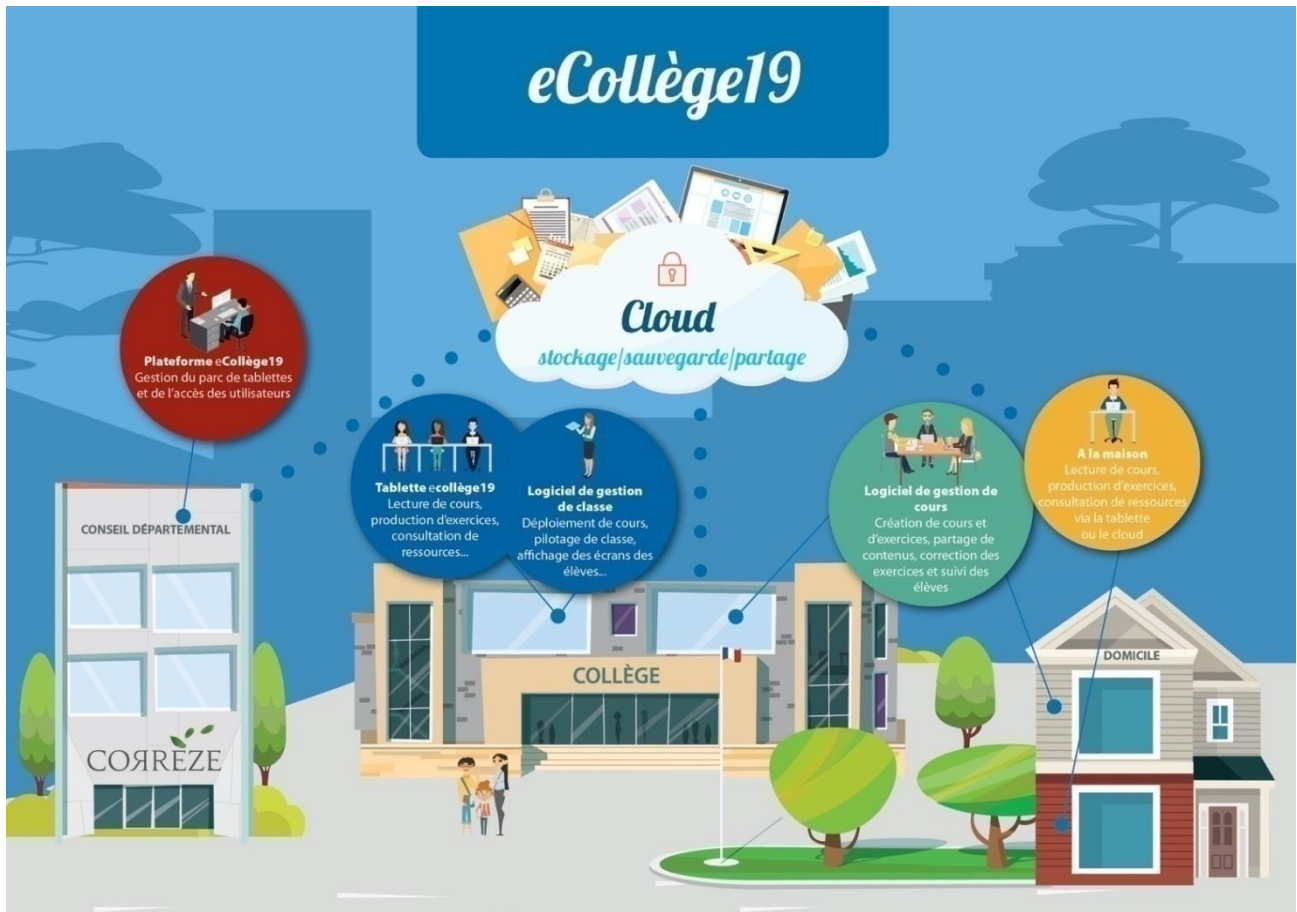 eCollège19
Cloud
stockage/sauvegarde/partage
Plateforme eCollège19
Gestion du parc de tablettes
et de l'accès des utilisateurs
Tablette ecollège19
Lecture de cours,
production d'exercices,
consultation de
ressources...
Logiciel de gestion
de classe
Déploiement de cours,
pilotage de classe,
affichage des écrans des
élèves...
Logiciel de gestion de
cours
Création de cours et
d'exercices, partage de
contenus, correction des
exercices et suivi des
élèves
A la maison
Lecture de cours,
production d'exercices,
consultation de ressources
via la tablette
ou le cloud
CONSEIL DÉPARTEMENTAL
CORRÈZE
COLLÈGE
DOMICILE